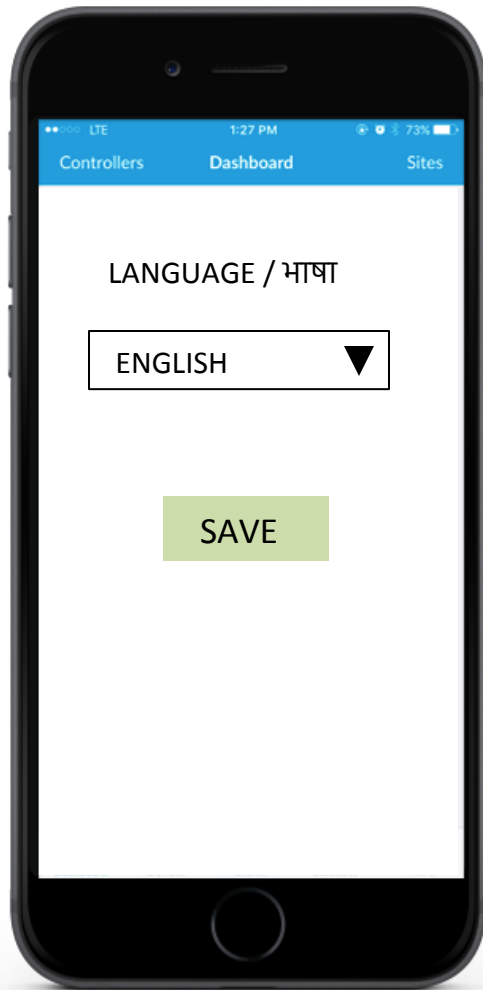 LTE 1:27 PM 73%
Controllers Dashboard Sites
LANGUAGE / भाषा
ENGLISH
SAVE